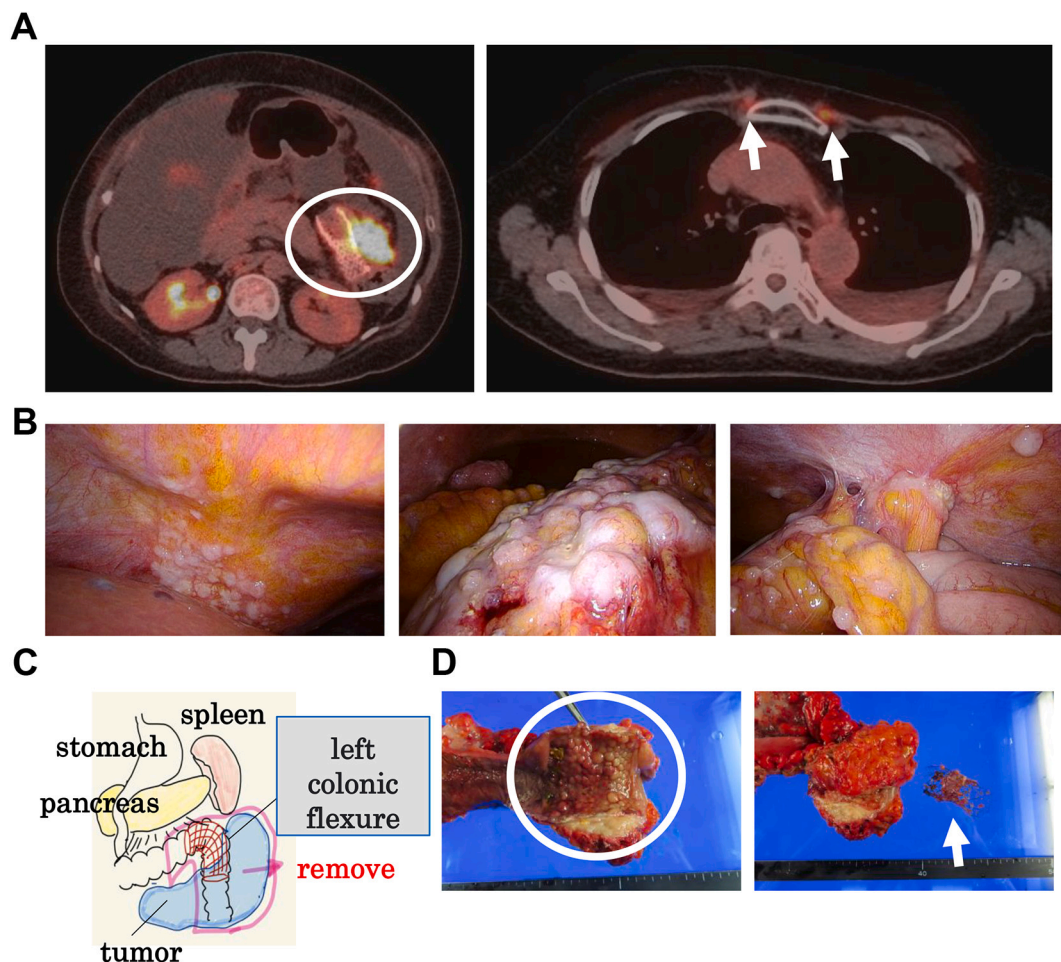 A
B
C
spleen
stomach
pancreas
left
colonic
flexure
remove
tumor
D
40